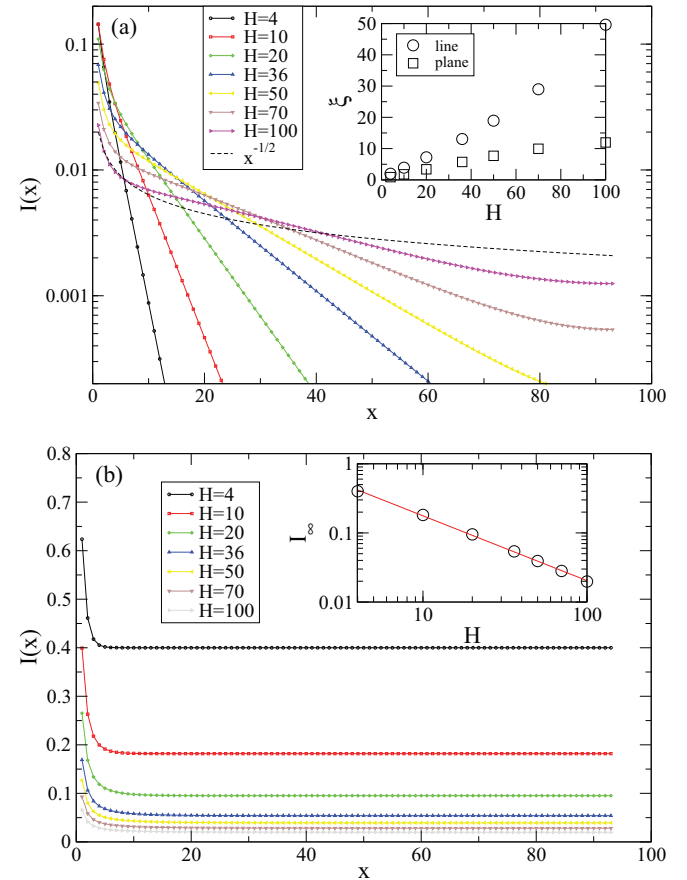 (a)
H=4
H=10
H=20
H=36
H=50
H=70
H=100
x^{-1/2}
0.1
0.01
0.001
I(x)
0 20 40 60 80 100
x
line
plane
50
40
30
20
10
0
ξ
0 20 40 60 80 100
H
(b)
H=4
H=10
H=20
H=36
H=50
H=70
H=100
0.8
0.7
0.6
0.5
0.4
0.3
0.2
0.1
0
I(x)
0 20 40 60 80 100
x
1
0.1
0.01
I_∞
10 100
H